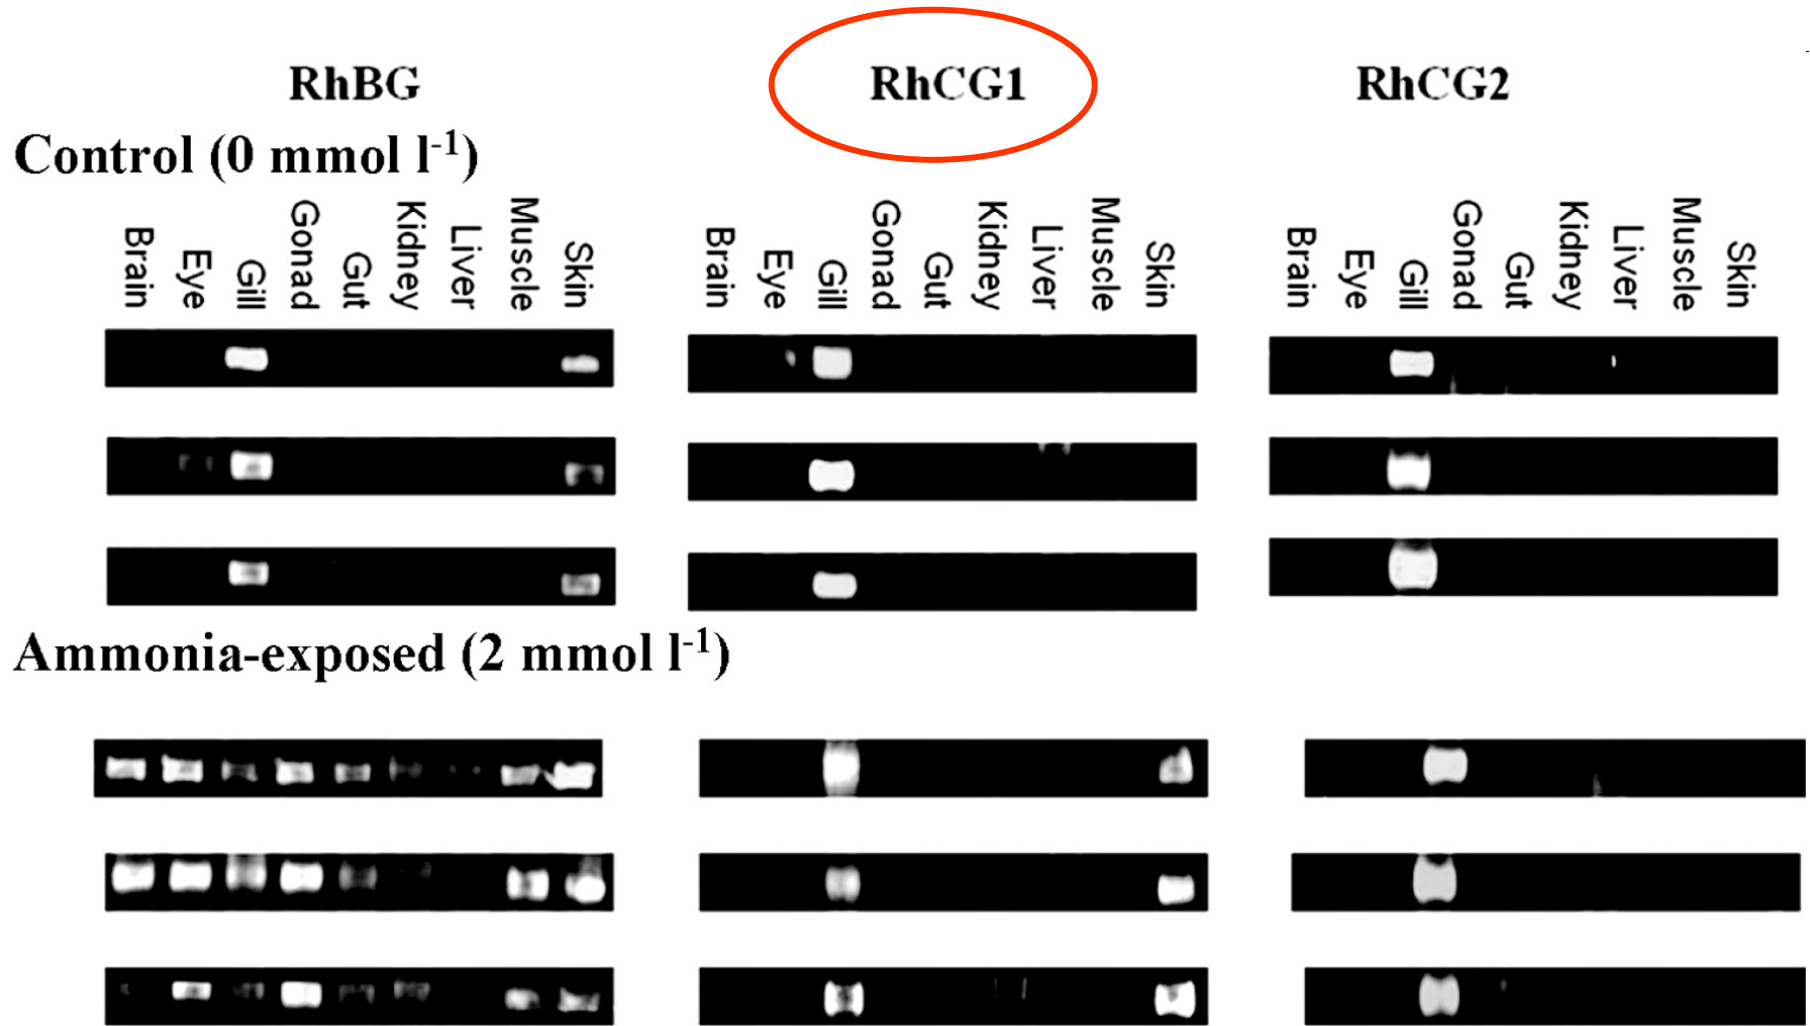 RhBG RhCG1 RhCG2
Control (0 mmol l-1)
Brain Eye Gill Gonad Gut Kidney Liver Muscle Skin
Brain Eye Gill Gonad Gut Kidney Liver Muscle Skin
Brain Eye Gill Gonad Gut Kidney Liver Muscle Skin
Ammonia-exposed (2 mmol l-1)